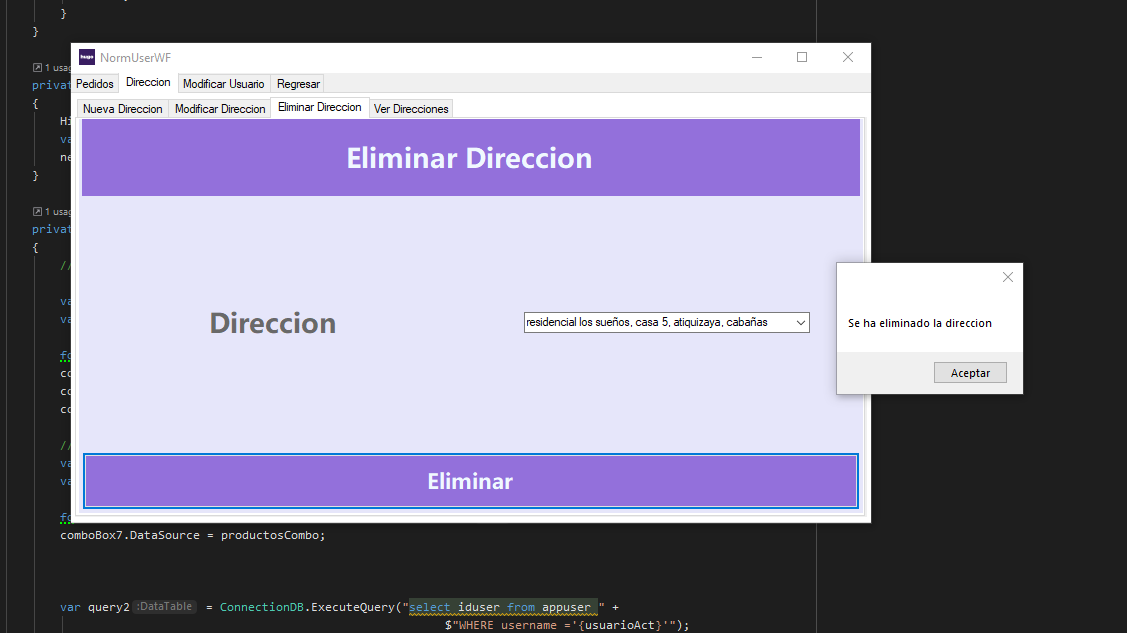 }
}
hugo NormUserWF
1 usag
Pedidos Direccion Modificar Usuario Regresar
privat
Nueva Direccion Modificar Direccion Eliminar Direccion Ver Direcciones
{
va
ne
Eliminar Direccion
}
1 usag
privat
{
//
va
va
Direccion
residencial los sueños, casa 5, atiquizaya, cabañas
Se ha eliminado la direccion
fo
co
Aceptar
co
co
//
va
va
Eliminar
fo
comboBox7.DataSource = productosCombo;
var query2 :DataTable = ConnectionDB.ExecuteQuery("select iduser from appuser " +
$"WHERE username ='{usuarioAct}'");